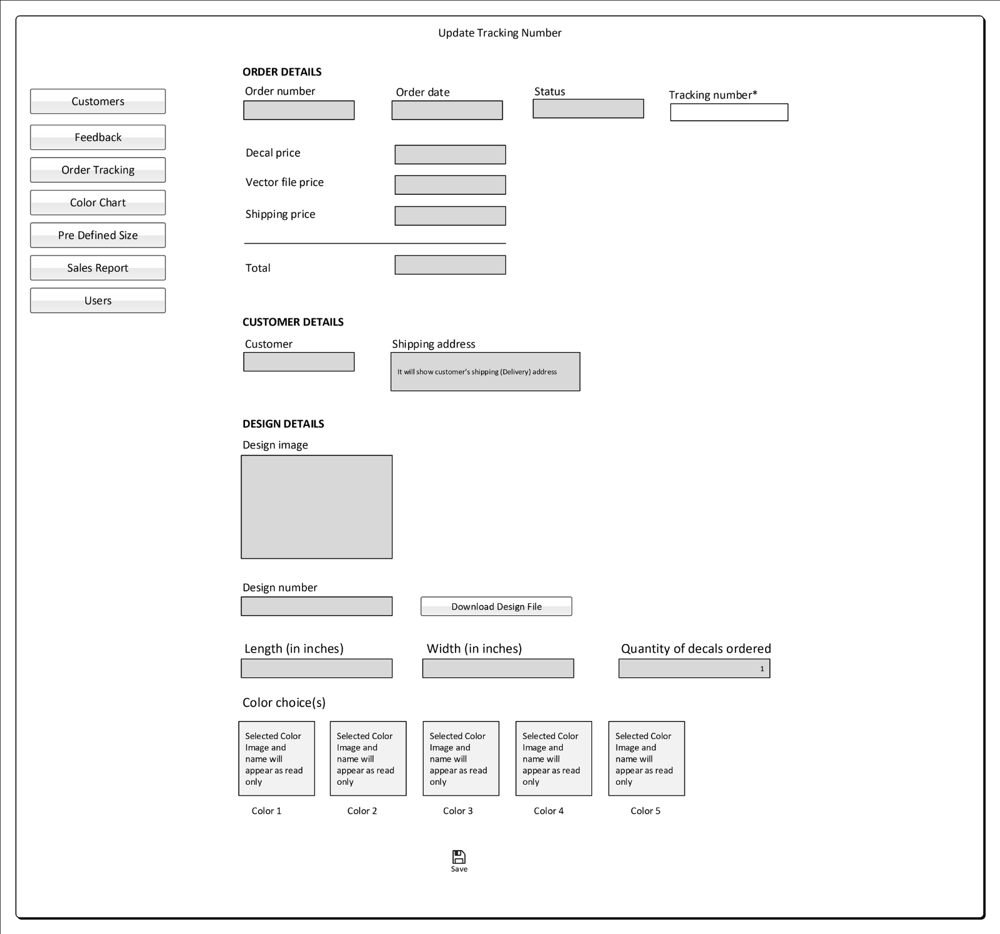 Update Tracking Number
Customers
Feedback
Order Tracking
Color Chart
Pre Defined Size
Sales Report
Users
ORDER DETAILS
Order number
Order date
Status
Tracking number*
Decal price
Vector file price
Shipping price
Total
CUSTOMER DETAILS
Customer
Shipping address
It will show customer's shipping (Delivery) address
DESIGN DETAILS
Design image
Design number
Download Design File
Length (in inches)
Width (in inches)
Quantity of decals ordered
1
Color choice(s)
Selected Color
Image and
name will
appear as read
only
Color 1
Selected Color
Image and
name will
appear as read
only
Color 2
Selected Color
Image and
name will
appear as read
only
Color 3
Selected Color
Image and
name will
appear as read
only
Color 4
Selected Color
Image and
name will
appear as read
only
Color 5
Save